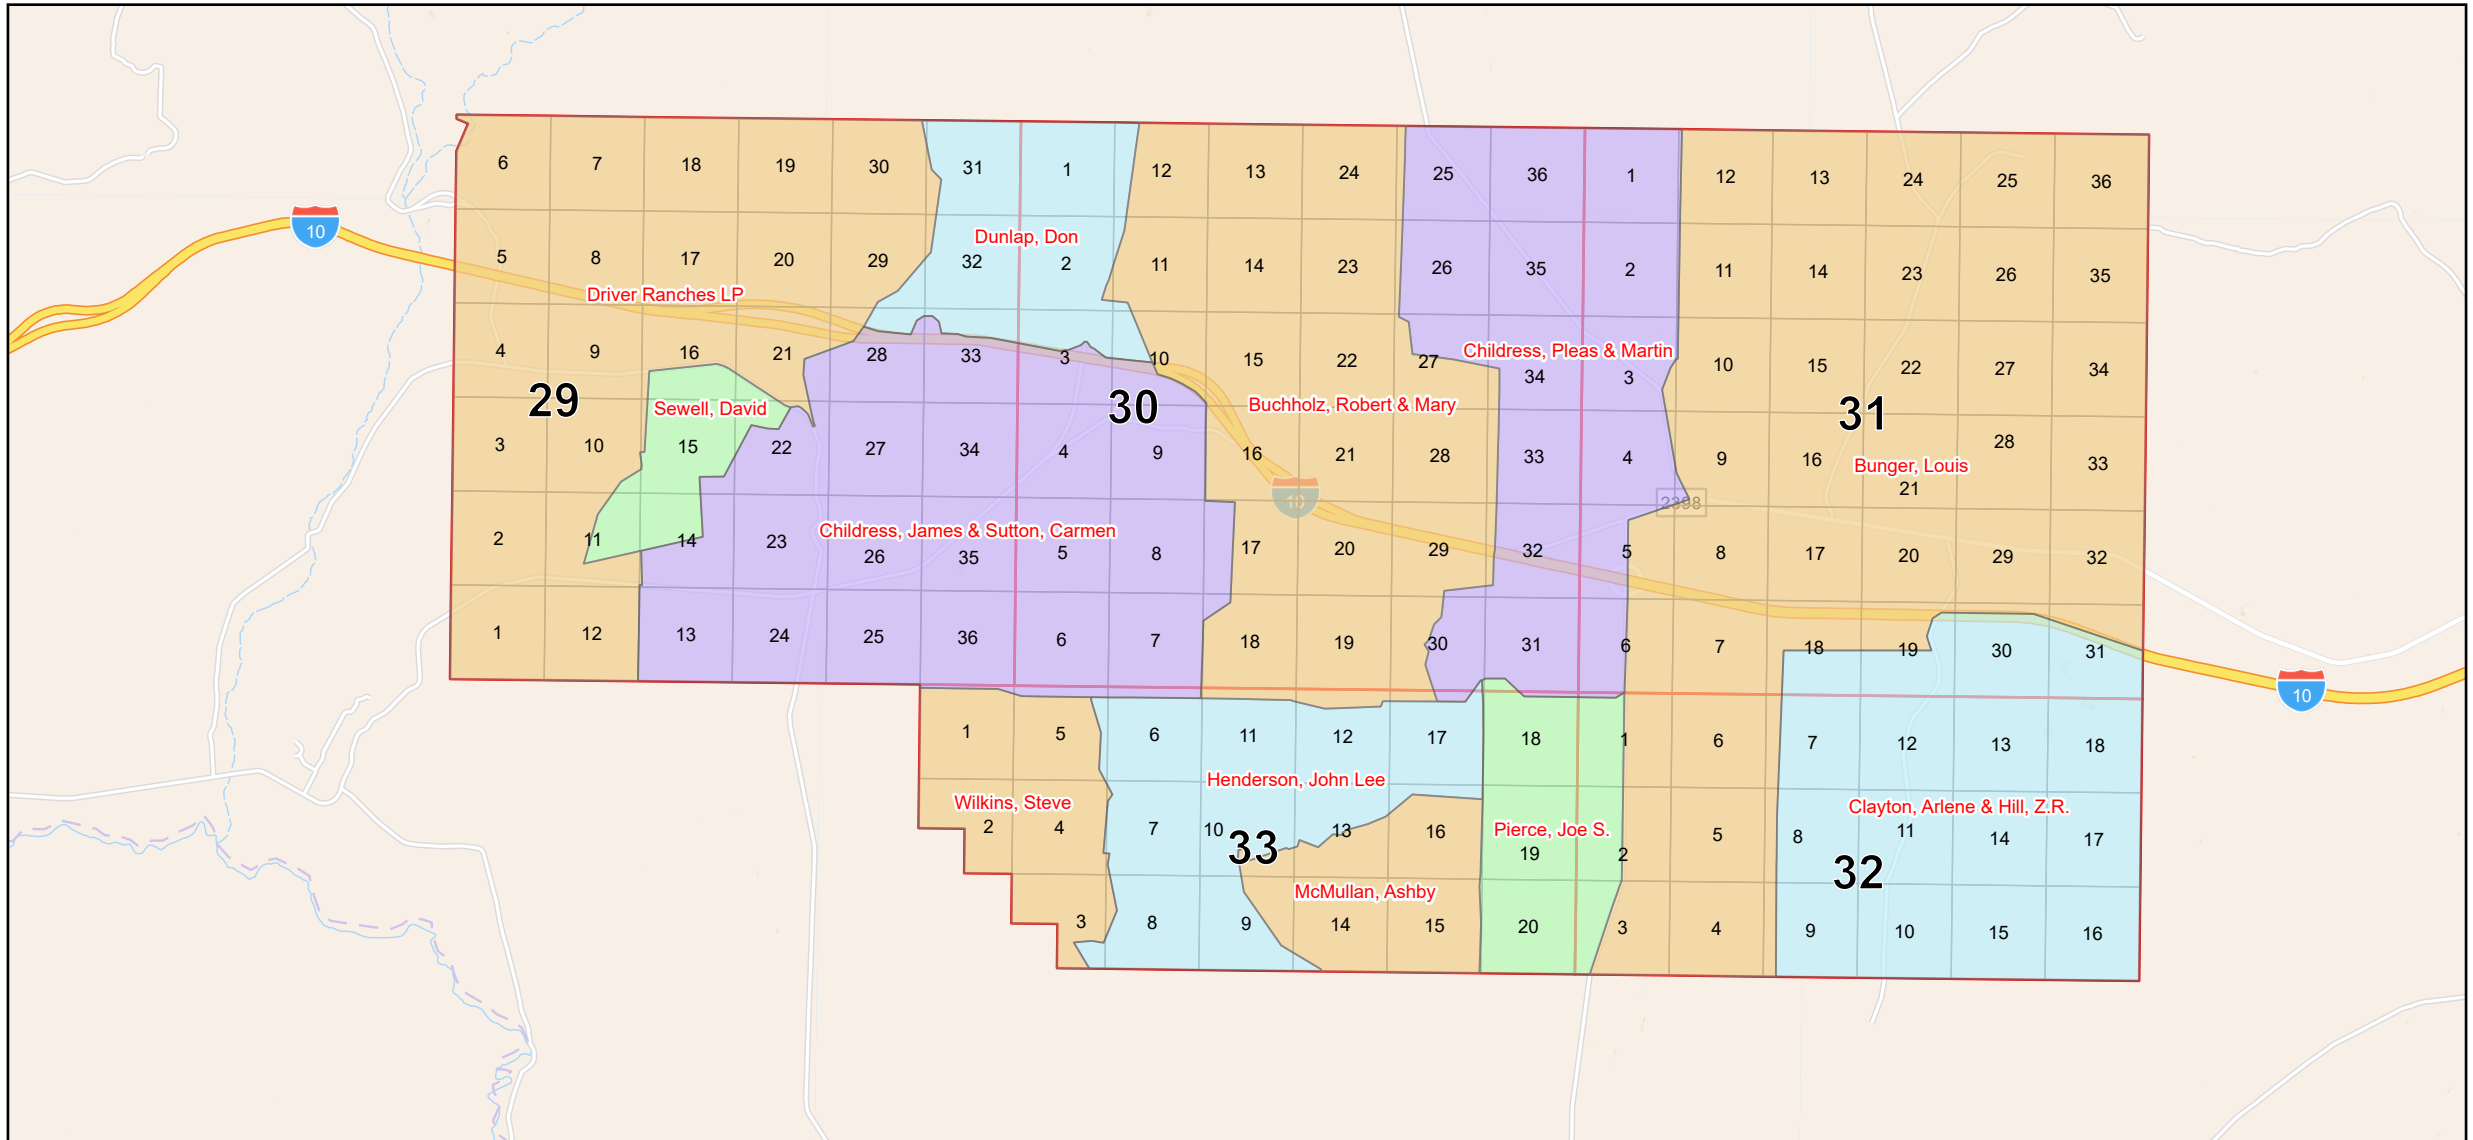 6 7 18 19 30 31 1 12 13 24 25 36 1 12 13 24 25 36
10
Dunlap, Don
5 8 17 20 29 32 2 11 14 23 26 35 2 11 14 23 26 35
Driver Ranches LP
4 9 16 21 28 33 3 10 15 22 27 Childress, Pleas & Martin 10 15 22 27 34
34 3
29 Sewell, David 30 Buchholz, Robert & Mary 31
3 10 15 22 27 34 4 9 16 21 28 33 4 9 16 28 33
Bunger, Louis
21
10 2398
Childress, James & Sutton, Carmen
2 11 14 23 26 35 5 8 17 20 29 32 5 8 17 20 29 32
1 12 13 24 25 36 6 7 18 19 30 31 6 7 18 19 30 31
10
1 5 6 11 12 17 18 1 6 7 12 13 18
Henderson, John Lee
Wilkins, Steve Clayton, Arlene & Hill, Z.R.
2 4 7 10 13 16 Pierce, Joe S. 5 8 11 14 17
33 19 2 32
McMullan, Ashby
3 8 9 14 15 20 3 4 9 10 15 16